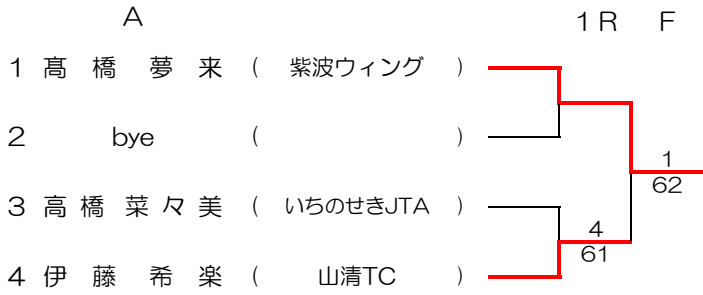 A 1R F
1 髙橋 夢来 ( 紫波ウィング )
2 bye ( )
3 高橋 菜々美 ( いちのせきJTA )
4 伊藤 希楽 ( 山清TC )
1
62
4
61